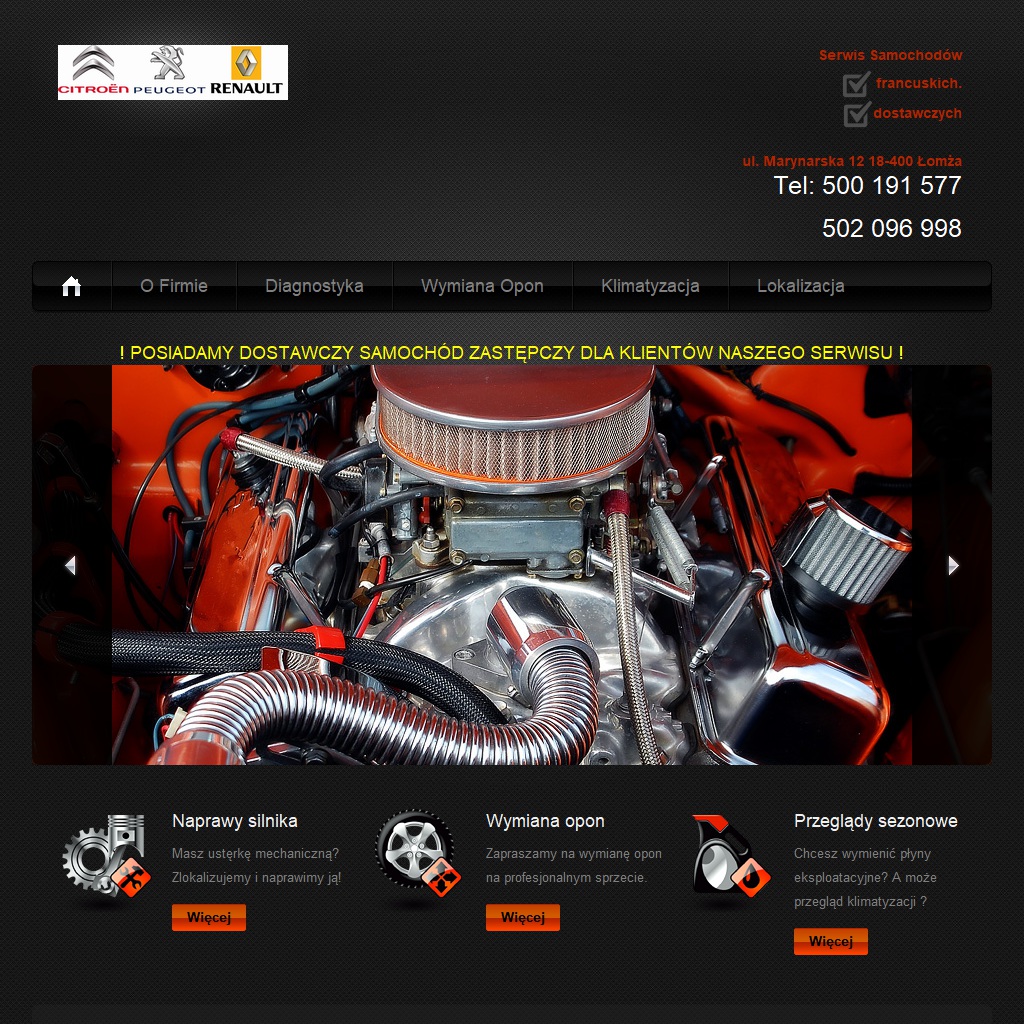 CITROËN PEUGEOT RENAULT
Serwis Samochodów
francuskich.
dostawczych
ul. Marynarska 12 18-400 Łomża
Tel: 500 191 577
502 096 998
O Firmie Diagnostyka Wymiana Opon Klimatyzacja Lokalizacja
! POSIADAMY DOSTAWCZY SAMOCHÓD ZASTĘPCZY DLA KLIENTÓW NASZEGO SERWISU !
Naprawy silnika
Masz usterkę mechaniczną?
Zlokalizujemy i naprawimy ją!
Więcej
Wymiana opon
Zapraszamy na wymianę opon
na profesjonalnym sprzecie.
Więcej
Przeglądy sezonowe
Chcesz wymienić płyny
eksploatacyjne? A może
przegląd klimatyzacji ?
Więcej